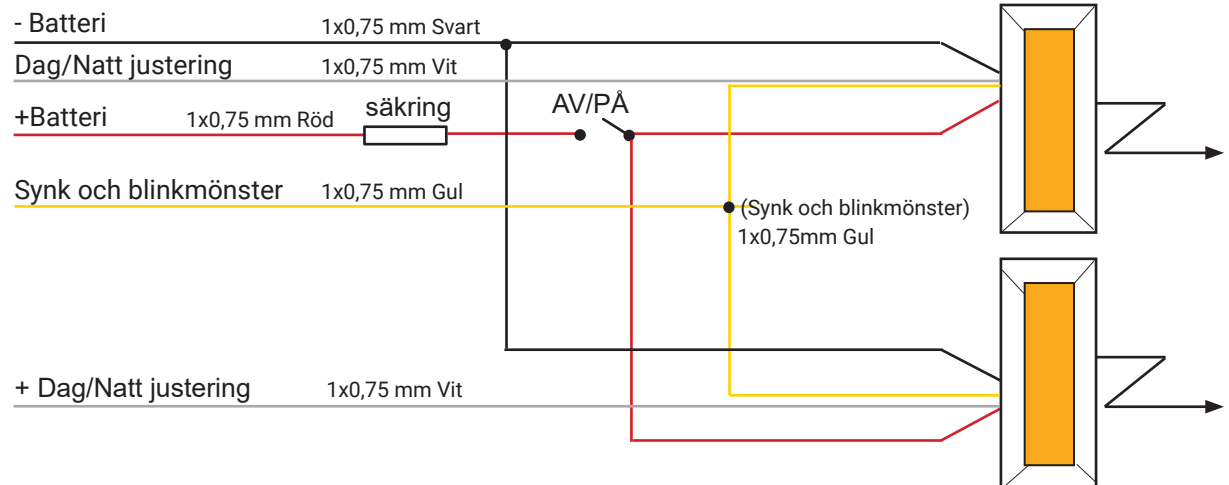 - Batteri
1x0,75 mm Svart
Dag/Natt justering
1x0,75 mm Vit
+Batteri
1x0,75 mm Röd
säkring
AV/PÅ
Synk och blinkmönster
1x0,75 mm Gul
(Synk och blinkmönster)
1x0,75mm Gul
+ Dag/Natt justering
1x0,75 mm Vit